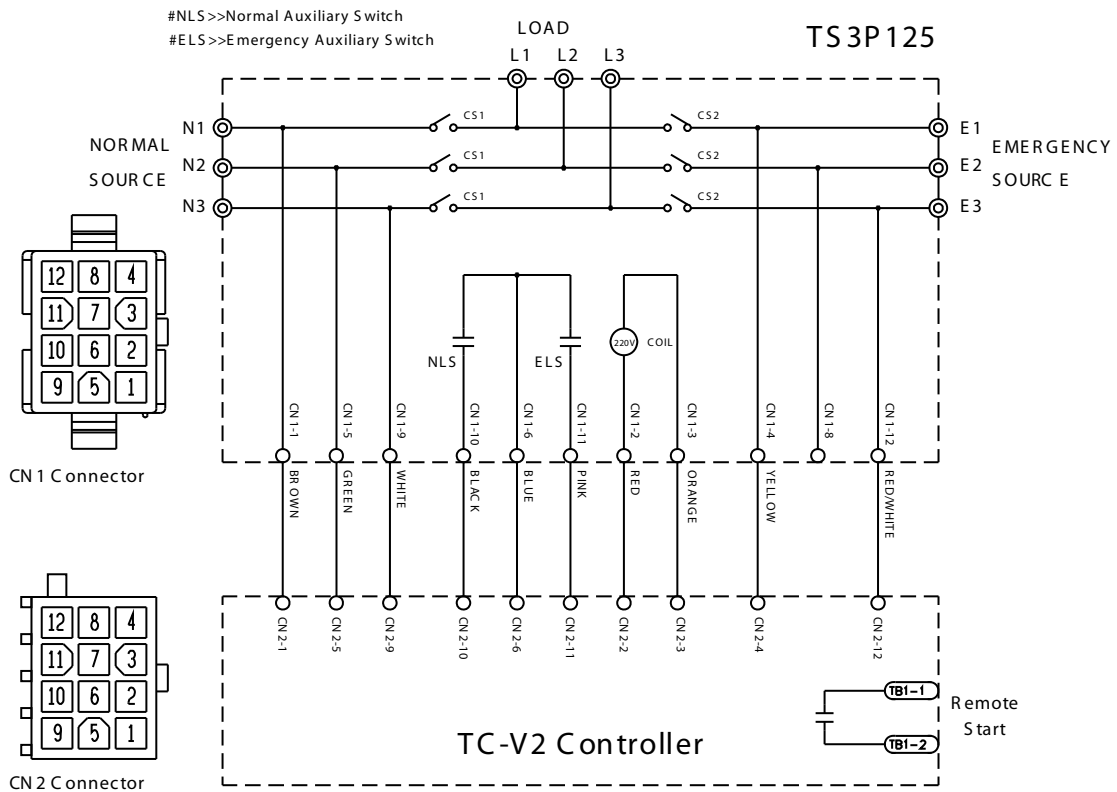 #NLS>>Normal Auxiliary Switch
#ELS>>Emergency Auxiliary Switch
LOAD
TS3P125
L1 L2 L3
N1 CS1 CS2 E1
NORMAL
SOURCE
N2 CS1 CS2 E2
EMERGENCY
SOURCE
N3 CS1 CS2 E3
12 8 4
11 7 3
10 6 2
9 5 1
CN1 Connector
NLS
ELS
220V COIL
CN1-1
CN1-5
CN1-9
CN1-10
CN1-6
CN1-11
CN1-2
CN1-3
CN1-4
CN1-8
CN1-12
BROWN
GREEN
WHITE
BLACK
BLUE
PINK
RED
ORANGE
YELLOW
RED/WHITE
CN2-1
CN2-5
CN2-9
CN2-10
CN2-6
CN2-11
CN2-2
CN2-3
CN2-4
CN2-12
12 8 4
11 7 3
10 6 2
9 5 1
CN2 Connector
TC-V2 Controller
TB1-1
TB1-2
Remote
Start